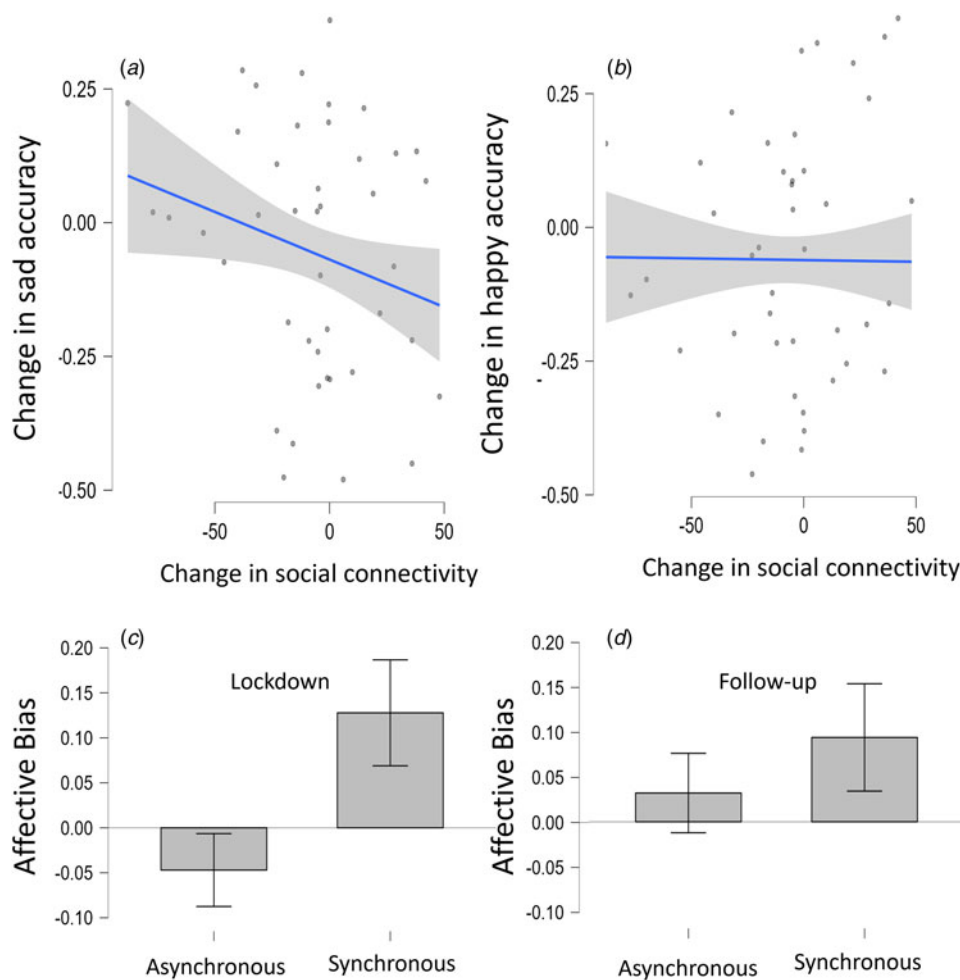 (a)
Change in sad accuracy
0.25
0.00
-0.25
-0.50
-50
0
50
Change in social connectivity
(b)
Change in happy accuracy
0.25
-0.00
-0.25
-
-0.50
-50
0
50
Change in social connectivity
(c)
Lockdown
Affective Bias
0.20
0.15
0.10
0.05
0.00
-0.05
-0.10
Asynchronous
Synchronous
(d)
Follow-up
Affective Bias
0.20
0.15
0.10
0.05
0.00
-0.05
-0.10
Asynchronous
Synchronous